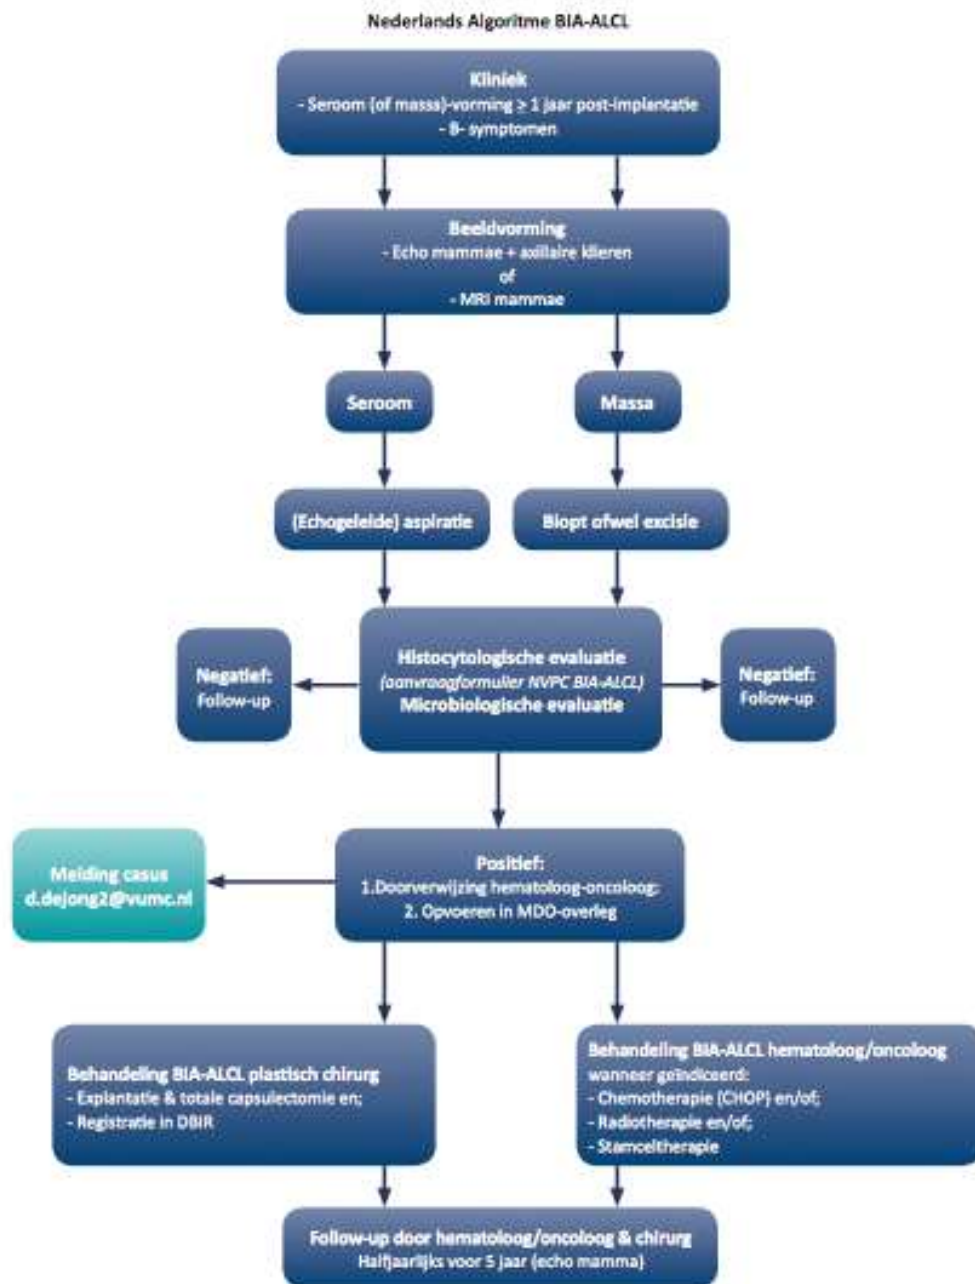 Nederlands Algoritme BIA-ALCL
Kliniek
- Seroom (of massa)-vorming ≥ 1 jaar post-implantatie
- B- symptomen
Beeldvorming
- Echo mammae + axillaire klieren
of
- MRI mammae
Seroom
Massa
(Echogeleide) aspiratie
Biopt ofwel excisie
Histocytologische evaluatie
(aanvraagformulier NVPC BIA-ALCL)
Microbiologische evaluatie
Negatief:
Follow-up
Negatief:
Follow-up
Melding casus
d.dejong2@vumc.nl
Positief:
1.Doorverwijzing hematoloog-oncoloog;
2. Opvoeren in MDO-overleg
Behandeling BIA-ALCL plastisch chirurg
- Explantatie & totale capsulectomie en;
- Registratie in DBIR
Behandeling BIA-ALCL hematoloog/oncoloog
wanneer geïndiceerd:
- Chemotherapie (CHOP) en/of;
- Radiotherapie en/of;
- Stamceltherapie
Follow-up door hematoloog/oncoloog & chirurg
Halfjaarlijks voor 5 jaar (echo mamma)